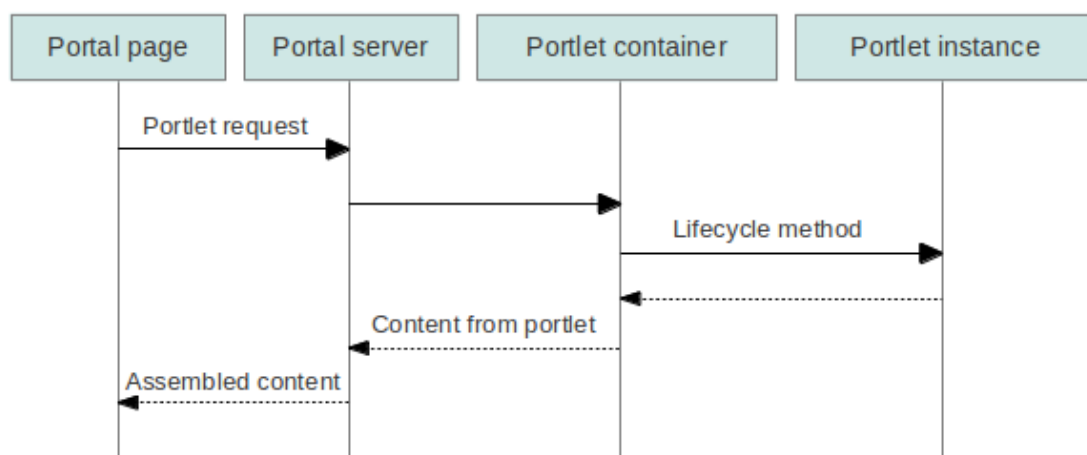 Portal page
Portal server
Portlet container
Portlet instance
Portlet request
Lifecycle method
Content from portlet
Assembled content